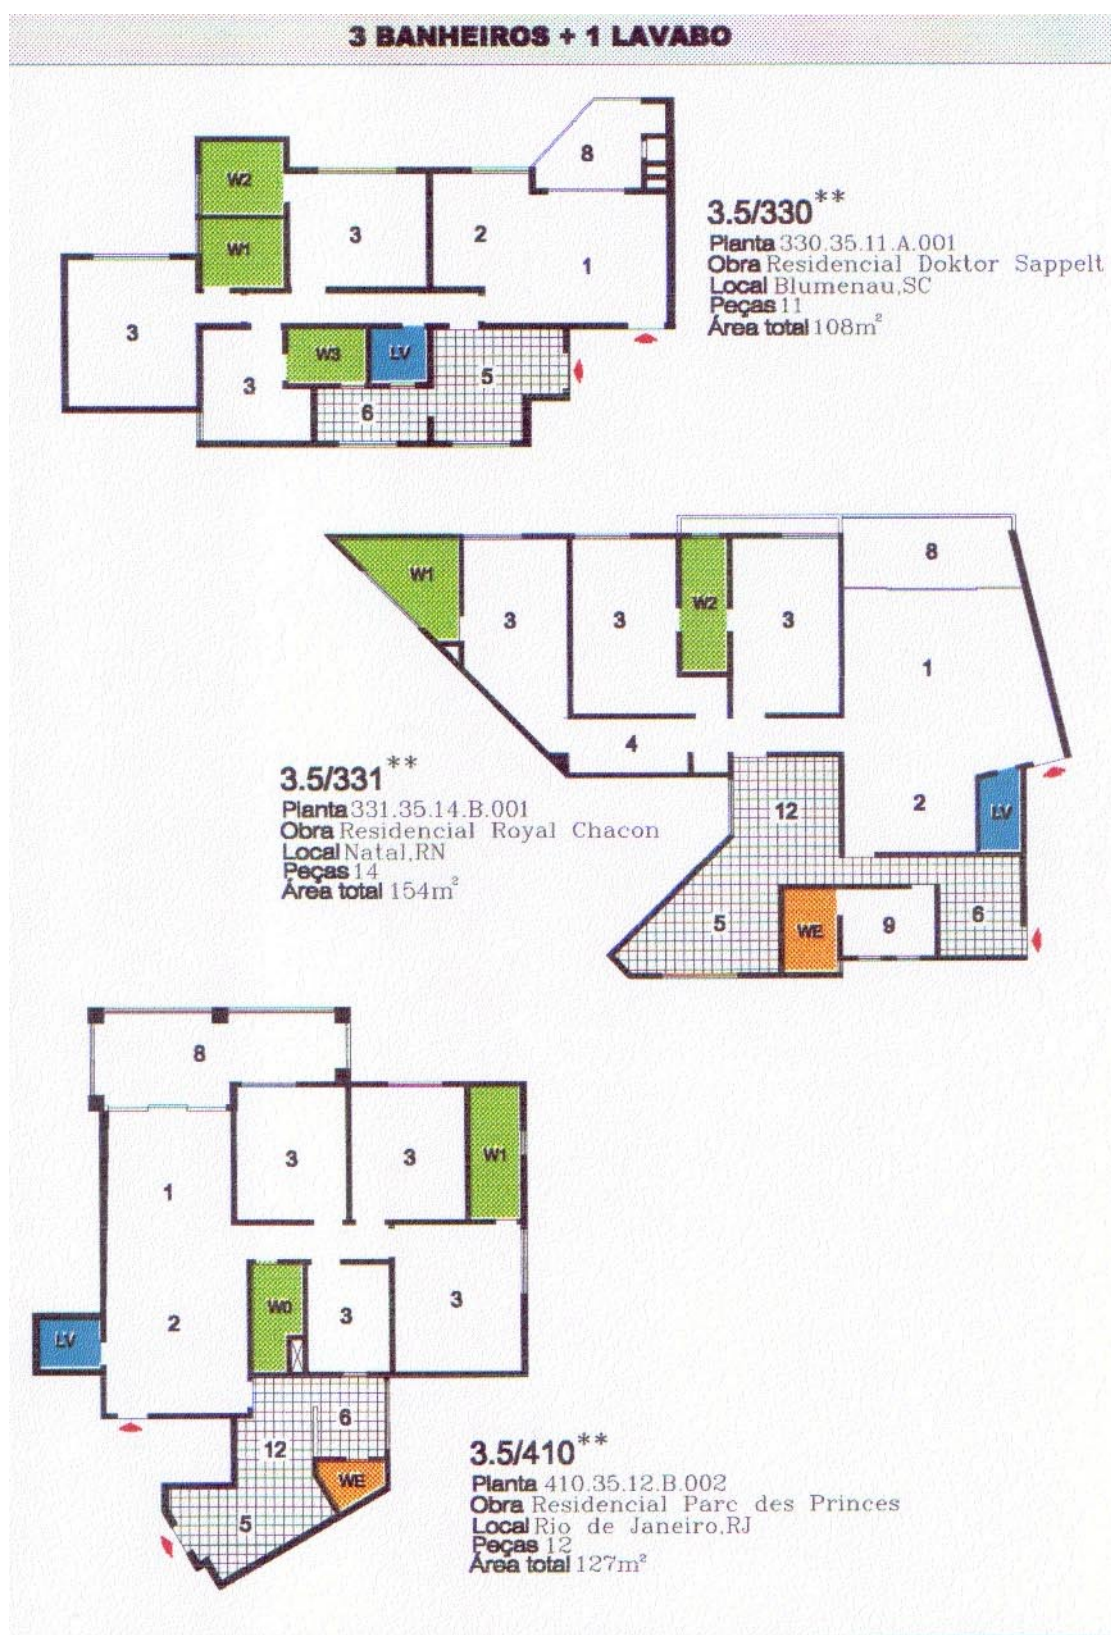 3 BANHEIROS + 1 LAVABO
8
W2
3
2
W1
1
3
W3
LV
3
5
6
3.5/330**
Planta 330.35.11.A.001
Obra Residencial Doktor Sappelt
Local Blumenau,SC
Peças 11
Área total 108m²
W1
3
3
W2
3
8
1
4
12
2
LV
5
WE
9
6
3.5/331**
Planta 331.35.14.B.001
Obra Residencial Royal Chacon
Local Natal,RN
Peças 14
Área total 154m²
8
3
3
W1
1
W0
3
3
2
LV
6
12
WE
5
3.5/410**
Planta 410.35.12.B.002
Obra Residencial Parc des Princes
Local Rio de Janeiro,RJ
Peças 12
Área total 127m²